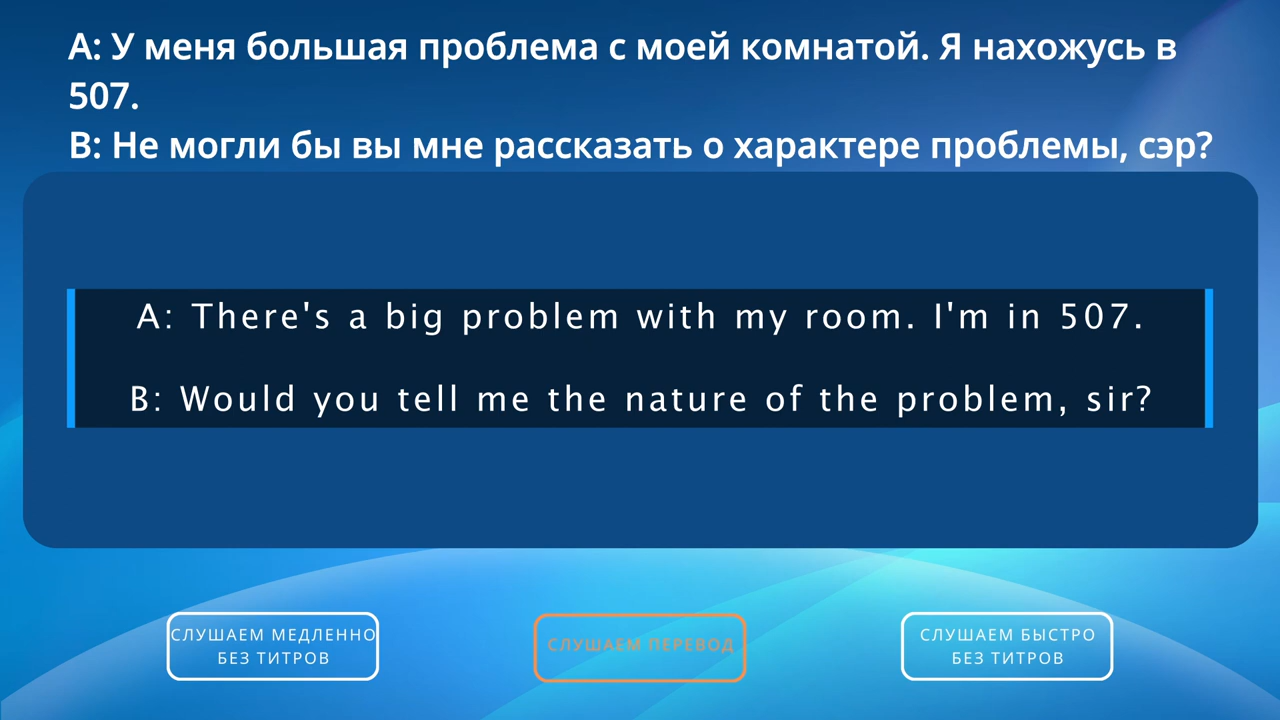 A: У меня большая проблема с моей комнатой. Я нахожусь в
507.
B: Не могли бы вы мне рассказать о характере проблемы, сэр?
A: There's a big problem with my room. I'm in 507.
B: Would you tell me the nature of the problem, sir?
СЛУШАЕМ МЕДЛЕННО
БЕЗ ТИТРОВ
СЛУШАЕМ ПЕРЕВОД
СЛУШАЕМ БЫСТРО
БЕЗ ТИТРОВ